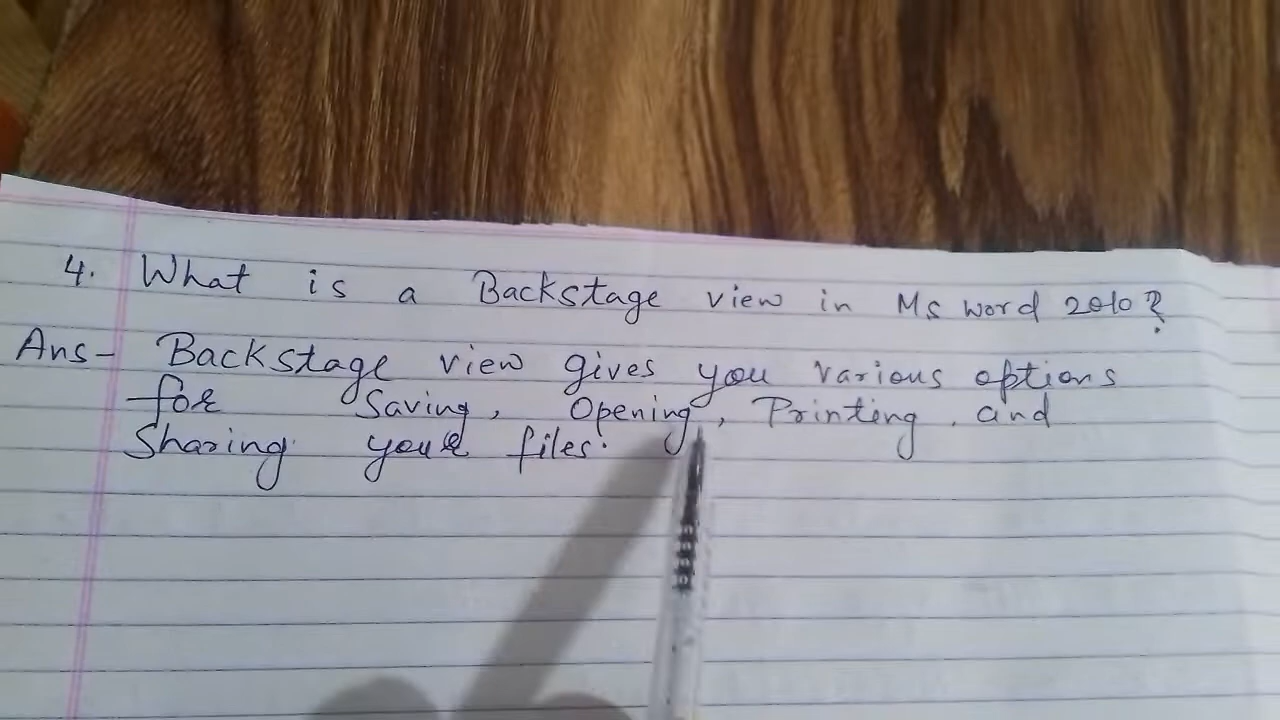 4. What is a Backstage view in Ms Word 2010?
Ans- Backstage view gives you various options
for Saving, Opening, Printing, and
Sharing your files.